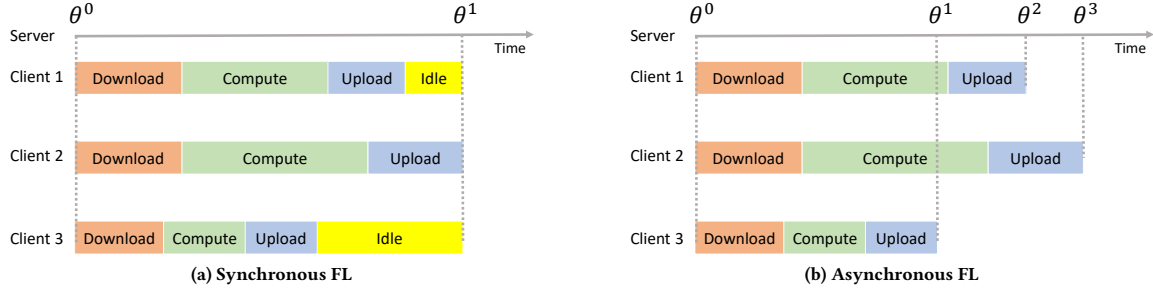 θ⁰ θ¹
Server
Time
Client 1 Download Compute Upload Idle
Client 2 Download Compute Upload
Client 3 Download Compute Upload Idle
(a) Synchronous FL
θ⁰ θ¹ θ² θ³
Server
Time
Client 1 Download Compute Upload
Client 2 Download Compute Upload
Client 3 Download Compute Upload
(b) Asynchronous FL